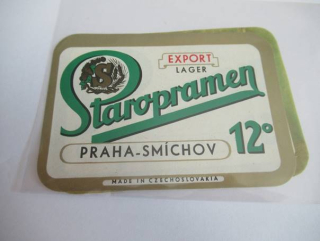 EXPORT
LAGER
Staropramen
12°
PRAHA-SMÍCHOV
MADE IN CZECHOSLOVAKIA